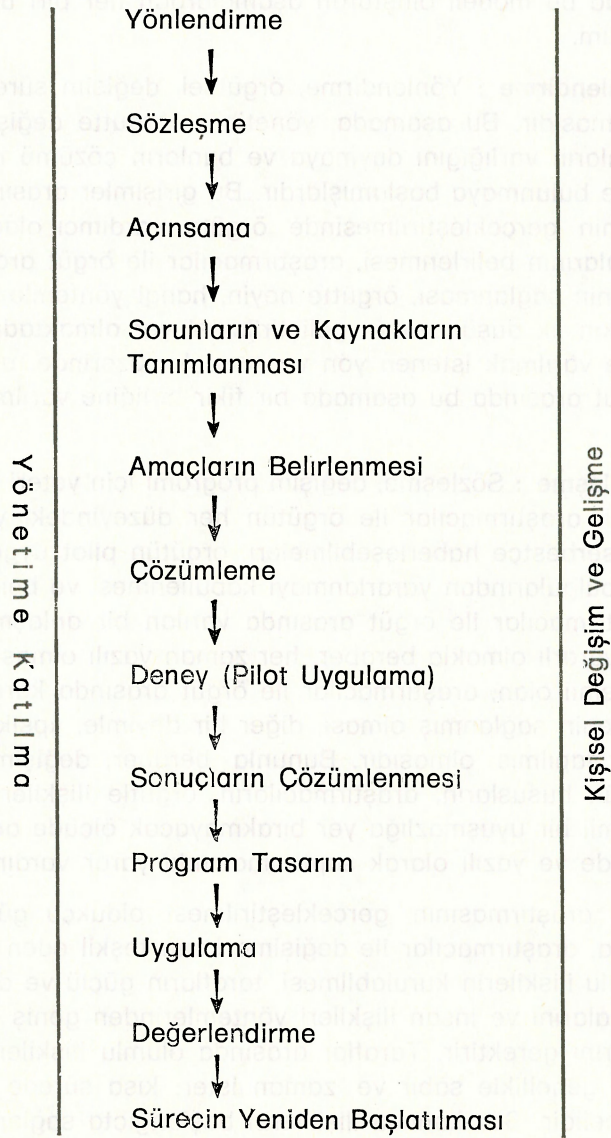 Yönlendirme
Sözleşme
Açınsama
Sorunların ve Kaynakların
Tanımlanması
Amaçların Belirlenmesi
Çözümleme
Deney (Pilot Uygulama)
Sonuçların Çözümlenmesi
Program Tasarım
Uygulama
Değerlendirme
Sürecin Yeniden Başlatılması
Yönetime Katılma
Kişisel Değişim ve Gelişme